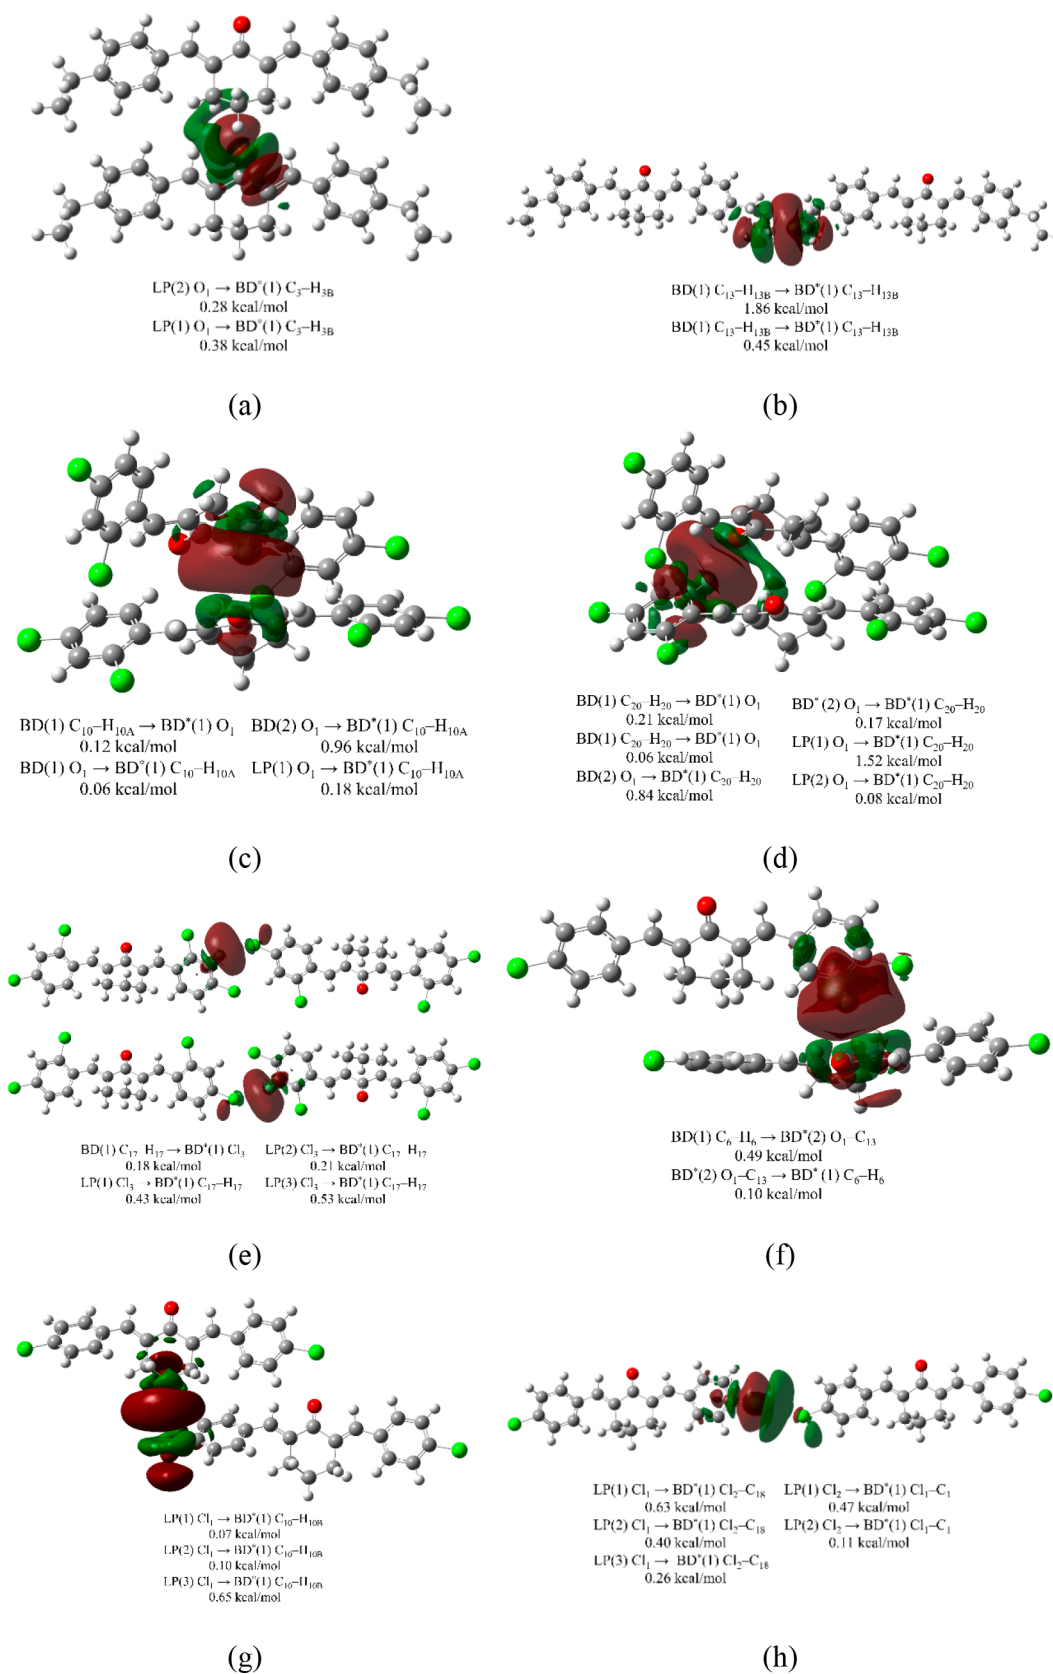 LP(2) O₁ → BD*(1) C₃–H₃B
0.28 kcal/mol
LP(1) O₁ → BD*(1) C₃–H₃B
0.38 kcal/mol
(a)
BD(1) C₁₃–H₁₃B → BD*(1) C₁₃–H₁₃B
1.86 kcal/mol
BD(1) C₁₃–H₁₃B → BD*(1) C₁₃–H₁₃B
0.45 kcal/mol
(b)
BD(1) C₁₀–H₁₀A → BD*(1) O₁ BD(2) O₁ → BD*(1) C₁₀–H₁₀A
0.12 kcal/mol 0.96 kcal/mol
BD(1) O₁ → BD*(1) C₁₀–H₁₀A LP(1) O₁ → BD*(1) C₁₀–H₁₀A
0.06 kcal/mol 0.18 kcal/mol
(c)
BD(1) C₂₀–H₂₀ → BD*(1) O₁ BD*(2) O₁ → BD*(1) C₂₀–H₂₀
0.21 kcal/mol 0.17 kcal/mol
BD(1) C₂₀–H₂₀ → BD*(1) O₁ LP(1) O₁ → BD*(1) C₂₀–H₂₀
0.06 kcal/mol 1.52 kcal/mol
BD(2) O₁ → BD*(1) C₂₀–H₂₀ LP(2) O₁ → BD*(1) C₂₀–H₂₀
0.84 kcal/mol 0.08 kcal/mol
(d)
BD(1) C₁₇ H₁₇ → BD*(1) Cl₃ LP(2) Cl₃ → BD*(1) C₁₇ H₁₇
0.18 kcal/mol 0.21 kcal/mol
LP(1) Cl₃ → BD*(1) C₁₇–H₁₇ LP(3) Cl₃ → BD*(1) C₁₇–H₁₇
0.43 kcal/mol 0.53 kcal/mol
(e)
BD(1) C₆–H₆ → BD*(2) O₁–C₁₃
0.49 kcal/mol
BD*(2) O₁–C₁₃ → BD*(1) C₆–H₆
0.10 kcal/mol
(f)
LP(1) Cl₁ → BD*(1) C₁₀–H₁₀B
0.07 kcal/mol
LP(2) Cl₁ → BD*(1) C₁₀–H₁₀B
0.10 kcal/mol
LP(3) Cl₁ → BD*(1) C₁₀–H₁₀B
0.65 kcal/mol
(g)
LP(1) Cl₁ → BD*(1) Cl₂–C₁₈ LP(1) Cl₂ → BD*(1) Cl₁–C₁
0.63 kcal/mol 0.47 kcal/mol
LP(2) Cl₁ → BD*(1) Cl₂–C₁₈ LP(2) Cl₂ → BD*(1) Cl₁–C₁
0.40 kcal/mol 0.11 kcal/mol
LP(3) Cl₁ → BD*(1) Cl₂–C₁₈
0.26 kcal/mol
(h)